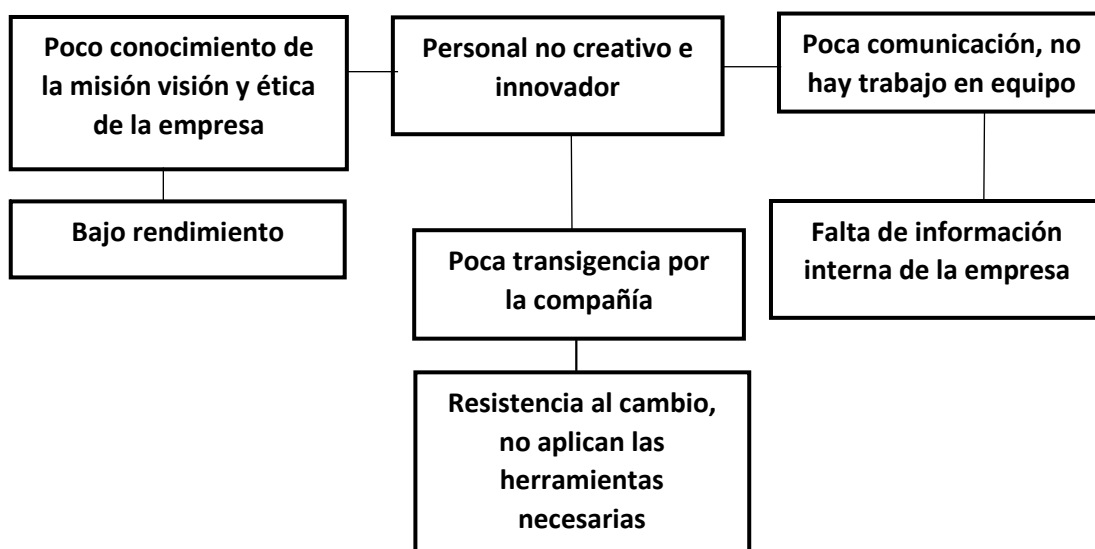 Poco conocimiento de
la misión visión y ética
de la empresa
Personal no creativo e
innovador
Poca comunicación, no
hay trabajo en equipo
Bajo rendimiento
Poca transigencia por
la compañía
Falta de información
interna de la empresa
Resistencia al cambio,
no aplican las
herramientas
necesarias